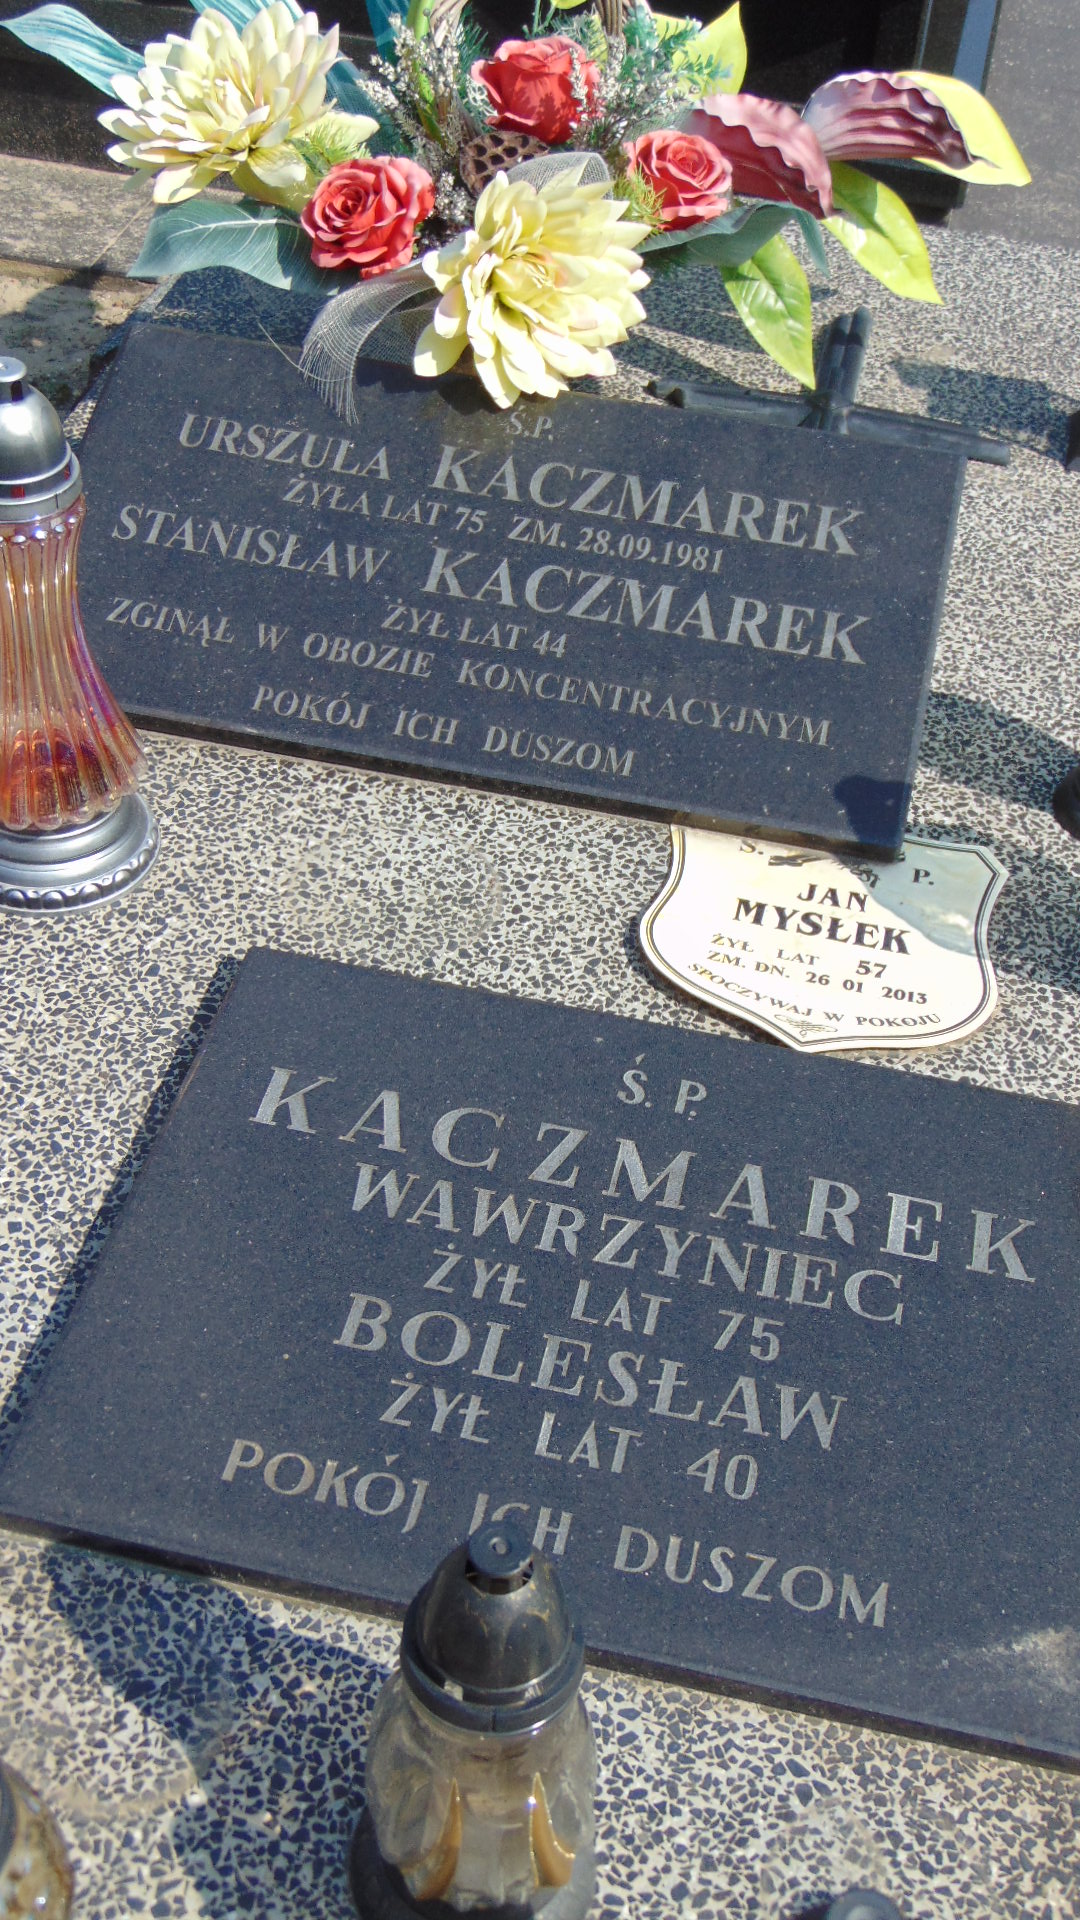 Ś.P.
URSZULA KACZMAREK
ŻYŁA LAT 75 ZM. 28.09.1981
STANISŁAW KACZMAREK
ŻYŁ LAT 44
ZGINĄŁ W OBOZIE KONCENTRACYJNYM
POKÓJ ICH DUSZOM
Ś. P.
JAN
MYSŁEK
ŻYŁ LAT 57
ZM. DN. 26 01 2013
SPOCZYWAJ W POKOJU
Ś. P.
KACZMAREK
WAWRZYNIEC
ŻYŁ LAT 75
BOLESŁAW
ŻYŁ LAT 40
POKÓJ ICH DUSZOM